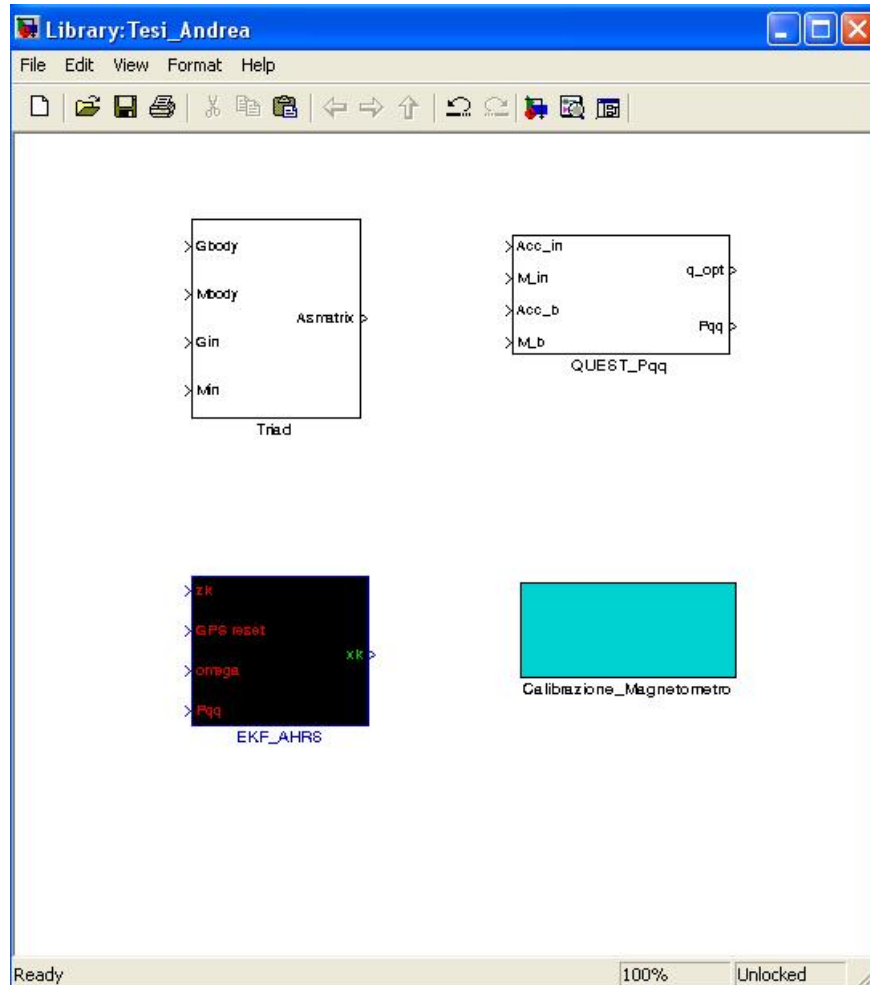 Library:Tesi_Andrea
File Edit View Format Help
Gbody
Mbody
Gin
Min
Asmatrix
Triad
Acc_in
M_in
Acc_b
M_b
q_opt
Pqq
QUEST_Pqq
zk
GPS reset
omega
Pqq
xk
EKF_AHRS
Calibrazione_Magnetometro
Ready
100%
Unlocked